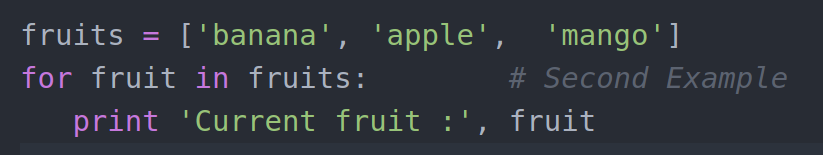 fruits = ['banana', 'apple',  'mango']
for fruit in fruits:        # Second Example
   print 'Current fruit :', fruit